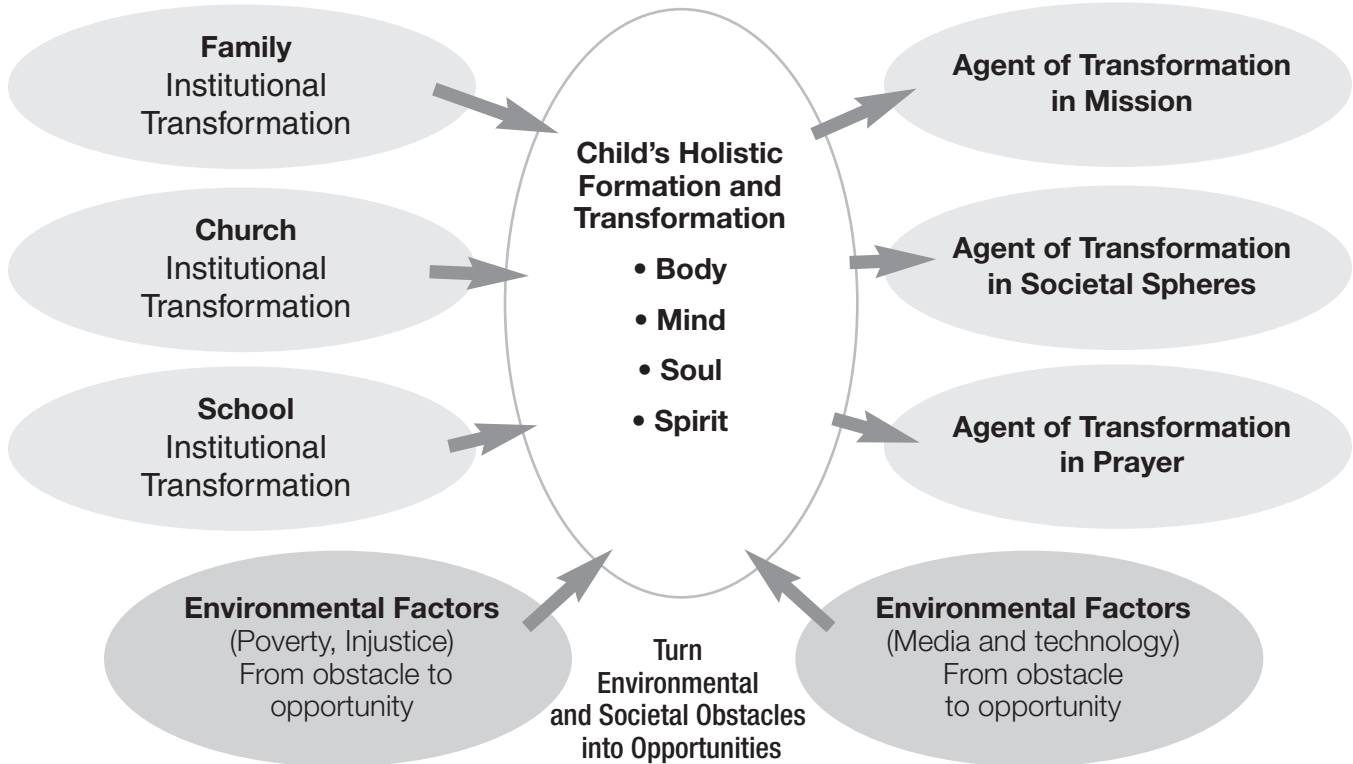 Family
Institutional
Transformation
Church
Institutional
Transformation
School
Institutional
Transformation
Child’s Holistic
Formation and
Transformation
• Body
• Mind
• Soul
• Spirit
Agent of Transformation
in Mission
Agent of Transformation
in Societal Spheres
Agent of Transformation
in Prayer
Environmental Factors
(Poverty, Injustice)
From obstacle to
opportunity
Turn
Environmental
and Societal Obstacles
into Opportunities
Environmental Factors
(Media and technology)
From obstacle
to opportunity